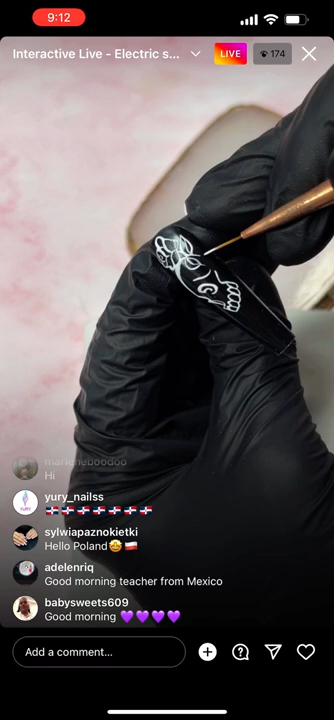 9:12
Interactive Live - Electric s...
LIVE
174
marieneboodoo
Hi
yury_nailss
🇩🇴🇩🇴🇩🇴🇩🇴🇩🇴🇩🇴🇩🇴
sylwiapaznokietki
Hello Poland🤩🇵🇱
adelenriq
Good morning teacher from Mexico
babysweets609
Good morning 💜💜💜💜
Add a comment...